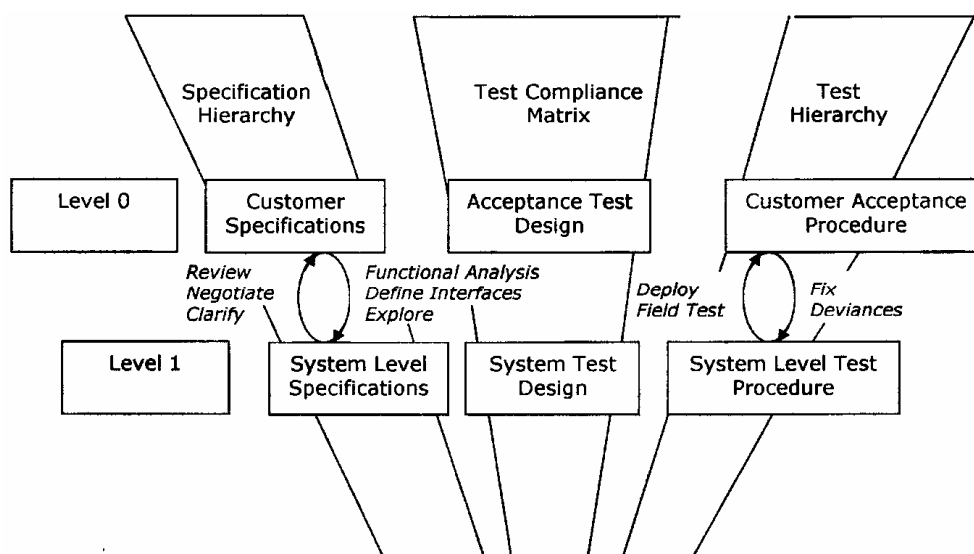 Specification
Hierarchy
Test Compliance
Matrix
Test
Hierarchy
Level 0
Customer
Specifications
Acceptance Test
Design
Customer Acceptance
Procedure
Review
Negotiate
Clarify
Functional Analysis
Define Interfaces
Explore
Deploy
Field Test
Fix
Deviances
Level 1
System Level
Specifications
System Test
Design
System Level Test
Procedure